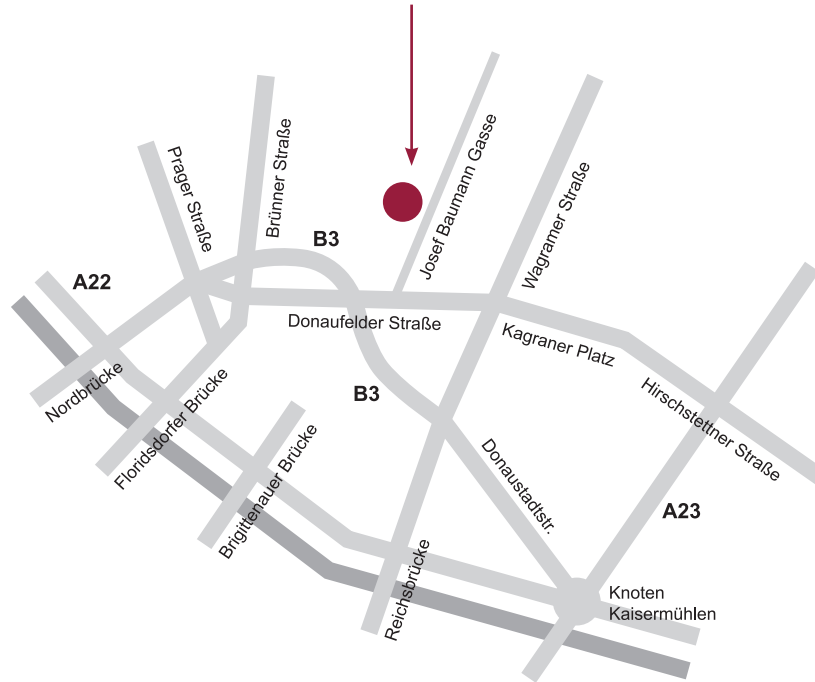 Prager Straße
Brünner Straße
Josef Baumann Gasse
Wagramer Straße
B3
A22
Donaufelder Straße
Kagraner Platz
Nordbrücke
B3
Hirschstettner Straße
Floridsdorfer Brücke
Brigittenauer Brücke
Donaustadtstr.
A23
Reichsbrücke
Knoten
Kaisermühlen